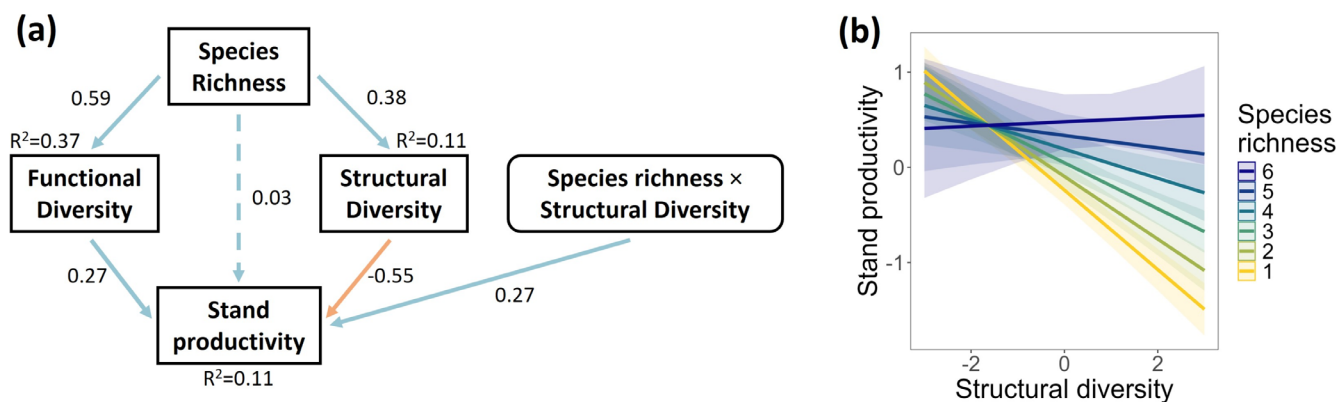 (a)
Species
Richness
0.59
0.38
R²=0.37
R²=0.11
Functional
Diversity
0.03
Structural
Diversity
Species richness ×
Structural Diversity
0.27
-0.55
0.27
Stand
productivity
R²=0.11
(b)
Stand productivity
1
0
-1
-2
0
2
Structural diversity
Species
richness
6
5
4
3
2
1